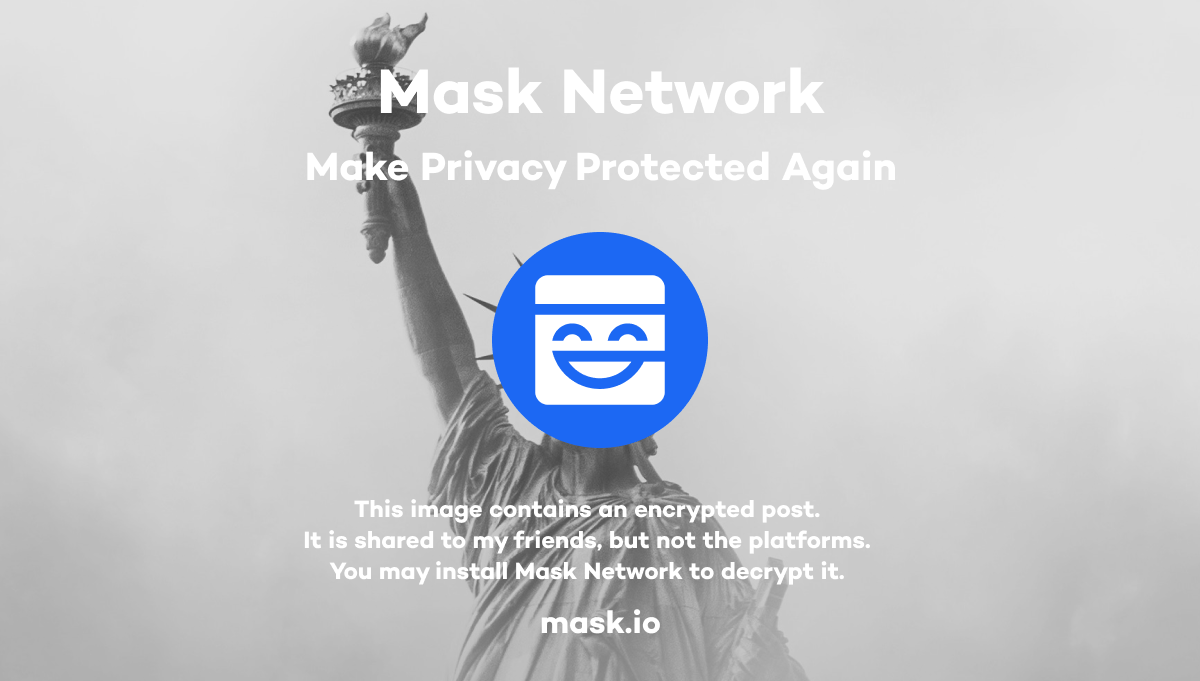 Mask Network
Make Privacy Protected Again
This image contains an encrypted post.
It is shared to my friends, but not the platforms.
You may install Mask Network to decrypt it.
mask.io